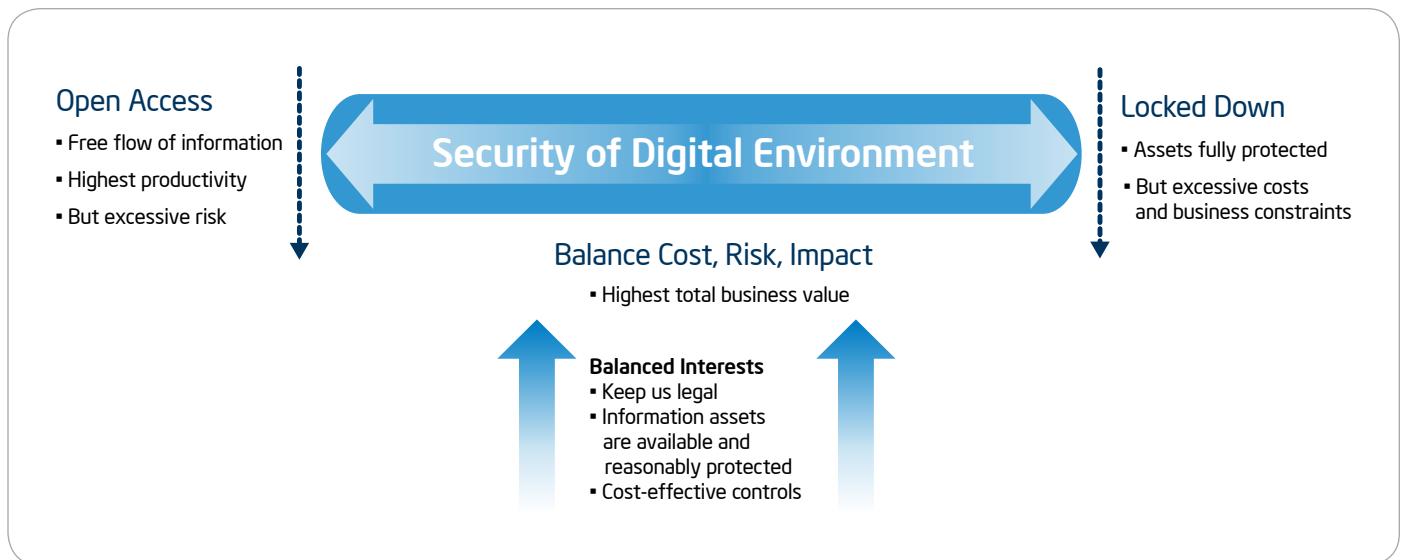 Open Access
▪ Free flow of information
▪ Highest productivity
▪ But excessive risk
Security of Digital Environment
Locked Down
▪ Assets fully protected
▪ But excessive costs
and business constraints
Balance Cost, Risk, Impact
▪ Highest total business value
Balanced Interests
▪ Keep us legal
▪ Information assets
are available and
reasonably protected
▪ Cost-effective controls